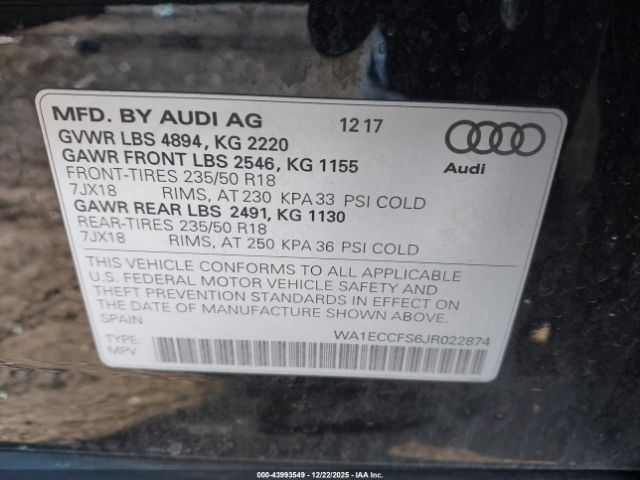 MFD. BY AUDI AG 12 17
GVWR LBS 4894, KG 2220
GAWR FRONT LBS 2546, KG 1155
FRONT-TIRES 235/50 R18
7JX18 RIMS, AT 230 KPA 33 PSI COLD
GAWR REAR LBS 2491, KG 1130
REAR-TIRES 235/50 R18
7JX18 RIMS, AT 250 KPA 36 PSI COLD
Audi
THIS VEHICLE CONFORMS TO ALL APPLICABLE
U.S. FEDERAL MOTOR VEHICLE SAFETY AND
THEFT PREVENTION STANDARDS IN EFFECT ON
THE DATE OF MANUFACTURE SHOWN ABOVE.
SPAIN
WA1ECCFS6JR022874
TYPE:
MPV
000-43993549 - 12/22/2025 - IAA Inc.